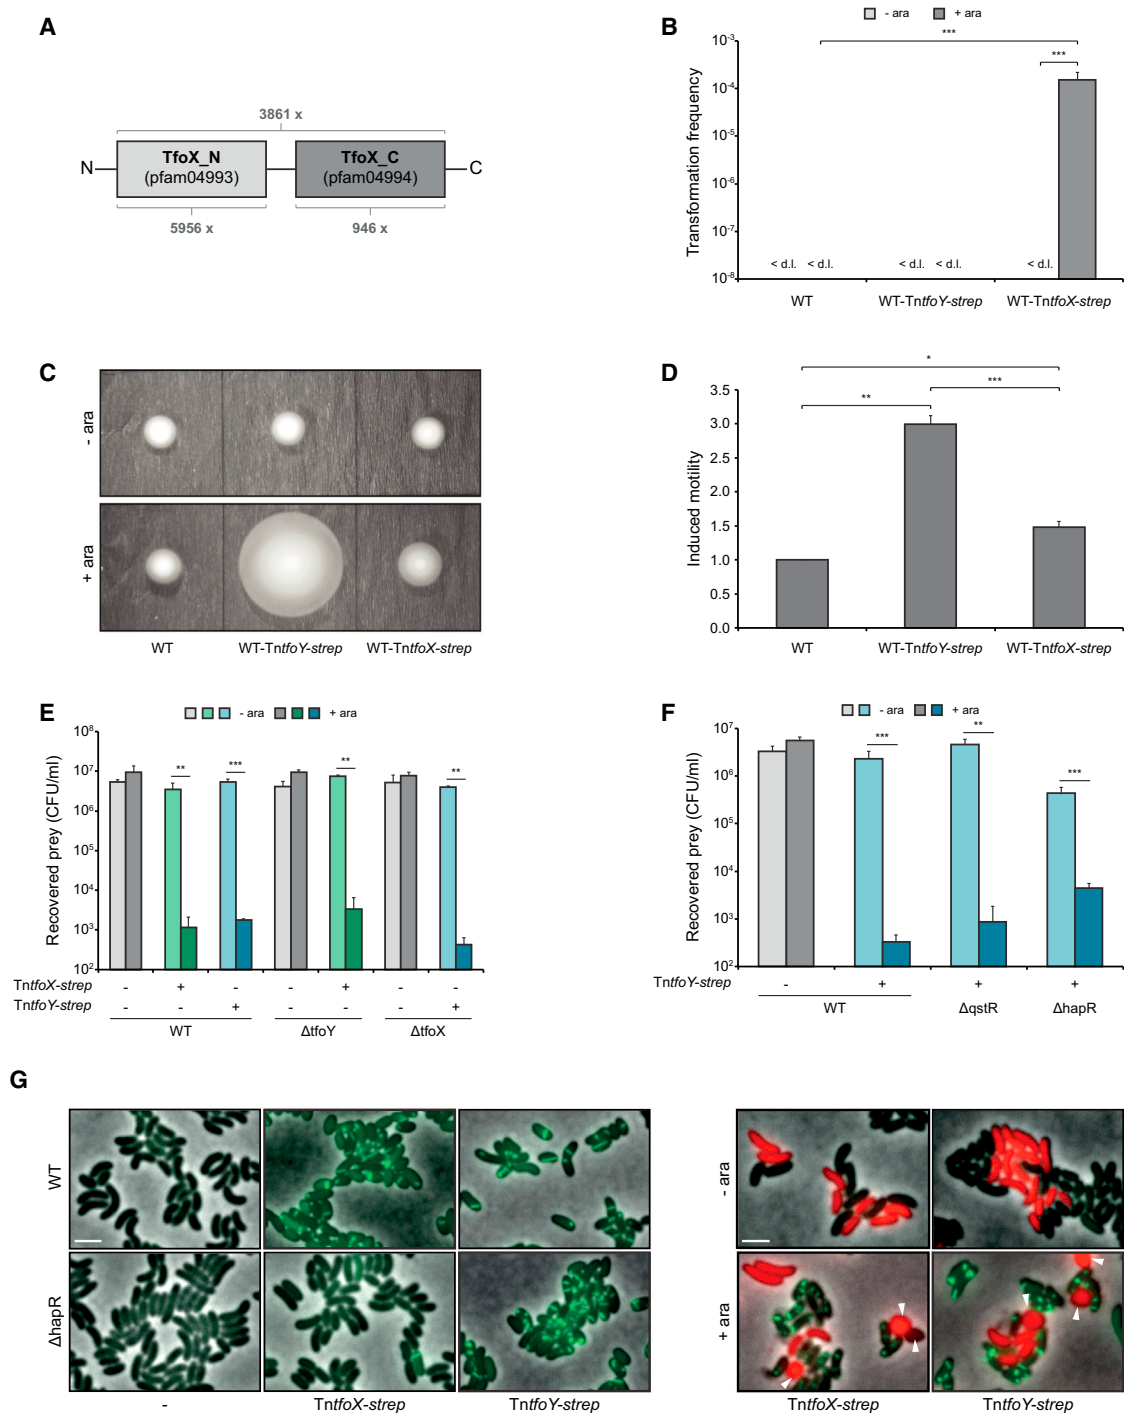 A
3861 x
N
TfoX_N
(pfam04993)
TfoX_C
(pfam04994)
C
5956 x
946 x
B
- ara
+ ara
***
***
Transformation frequency
10-3
10-4
10-5
10-6
10-7
10-8
< d.l. < d.l. < d.l. < d.l. < d.l.
WT WT-TntfoY-strep WT-TntfoX-strep
C
- ara
+ ara
WT WT-TntfoY-strep WT-TntfoX-strep
D
*
**
***
Induced motility
3.5
3.0
2.5
2.0
1.5
1.0
0.5
0.0
WT WT-TntfoY-strep WT-TntfoX-strep
E
- ara + ara
Recovered prey (CFU/ml)
108
107
106
105
104
103
102
** *** ** **
TntfoX-strep - + - - + - -
TntfoY-strep - - + - - - +
WT ΔtfoY ΔtfoX
F
- ara + ara
Recovered prey (CFU/ml)
107
106
105
104
103
102
*** ** ***
TntfoY-strep - + + +
WT ΔqstR ΔhapR
G
WT
ΔhapR
- TntfoX-strep TntfoY-strep
- ara
+ ara
TntfoX-strep TntfoY-strep